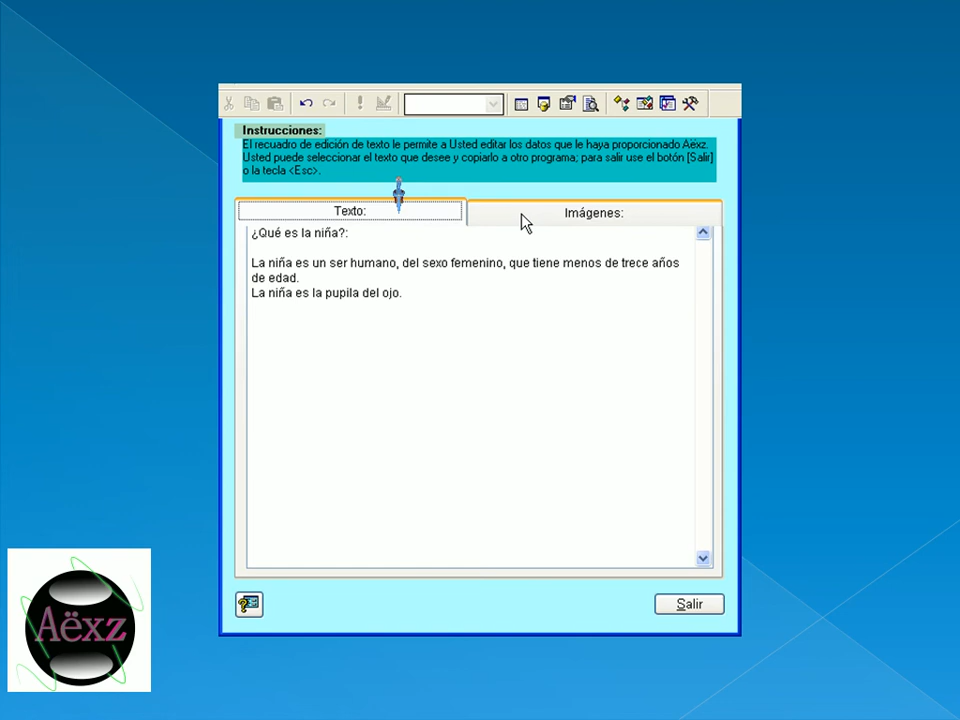 Instrucciones:
El recuadro de edición de texto le permite a Usted editar los datos que le haya proporcionado Aëxz.
Usted puede seleccionar el texto que desee y copiarlo a otro programa; para salir use el botón [Salir]
o la tecla <Esc>.
Texto:
Imágenes:
¿Qué es la niña?:
La niña es un ser humano, del sexo femenino, que tiene menos de trece años
de edad.
La niña es la pupila del ojo.
Salir
Aëxz